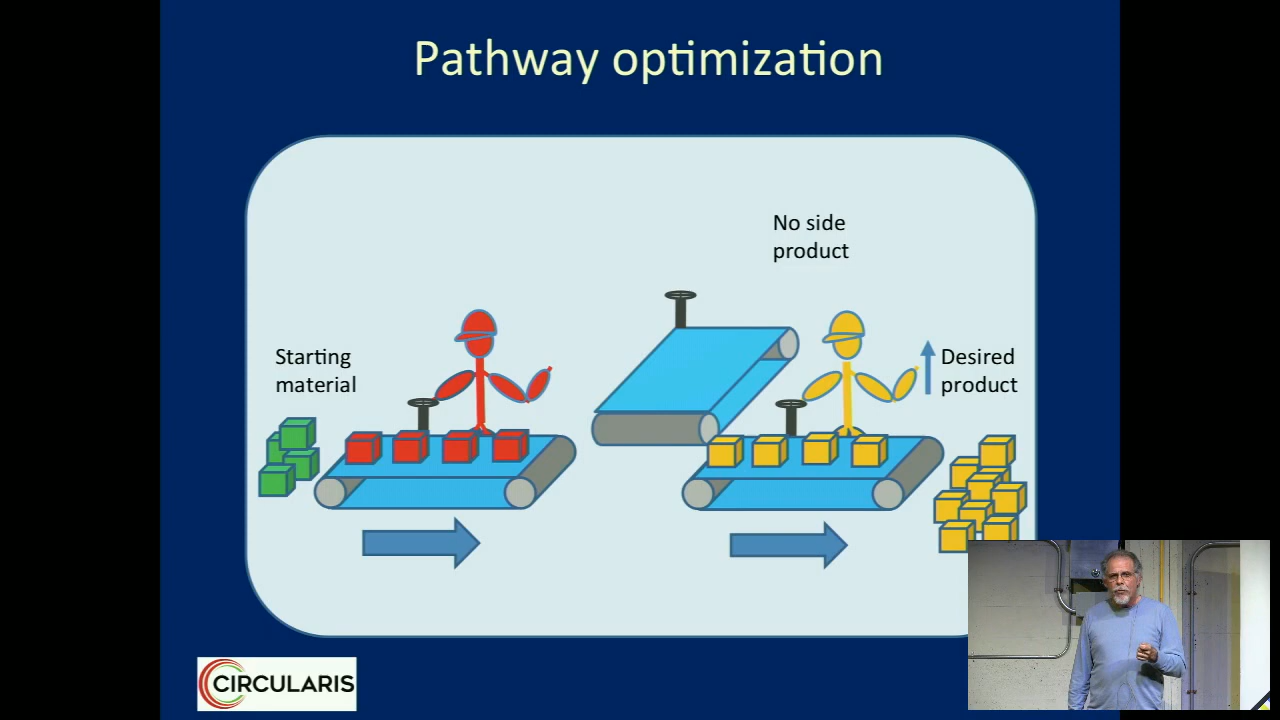 Pathway optimization
No side
product
Starting
material
Desired
product
CIRCULARIS